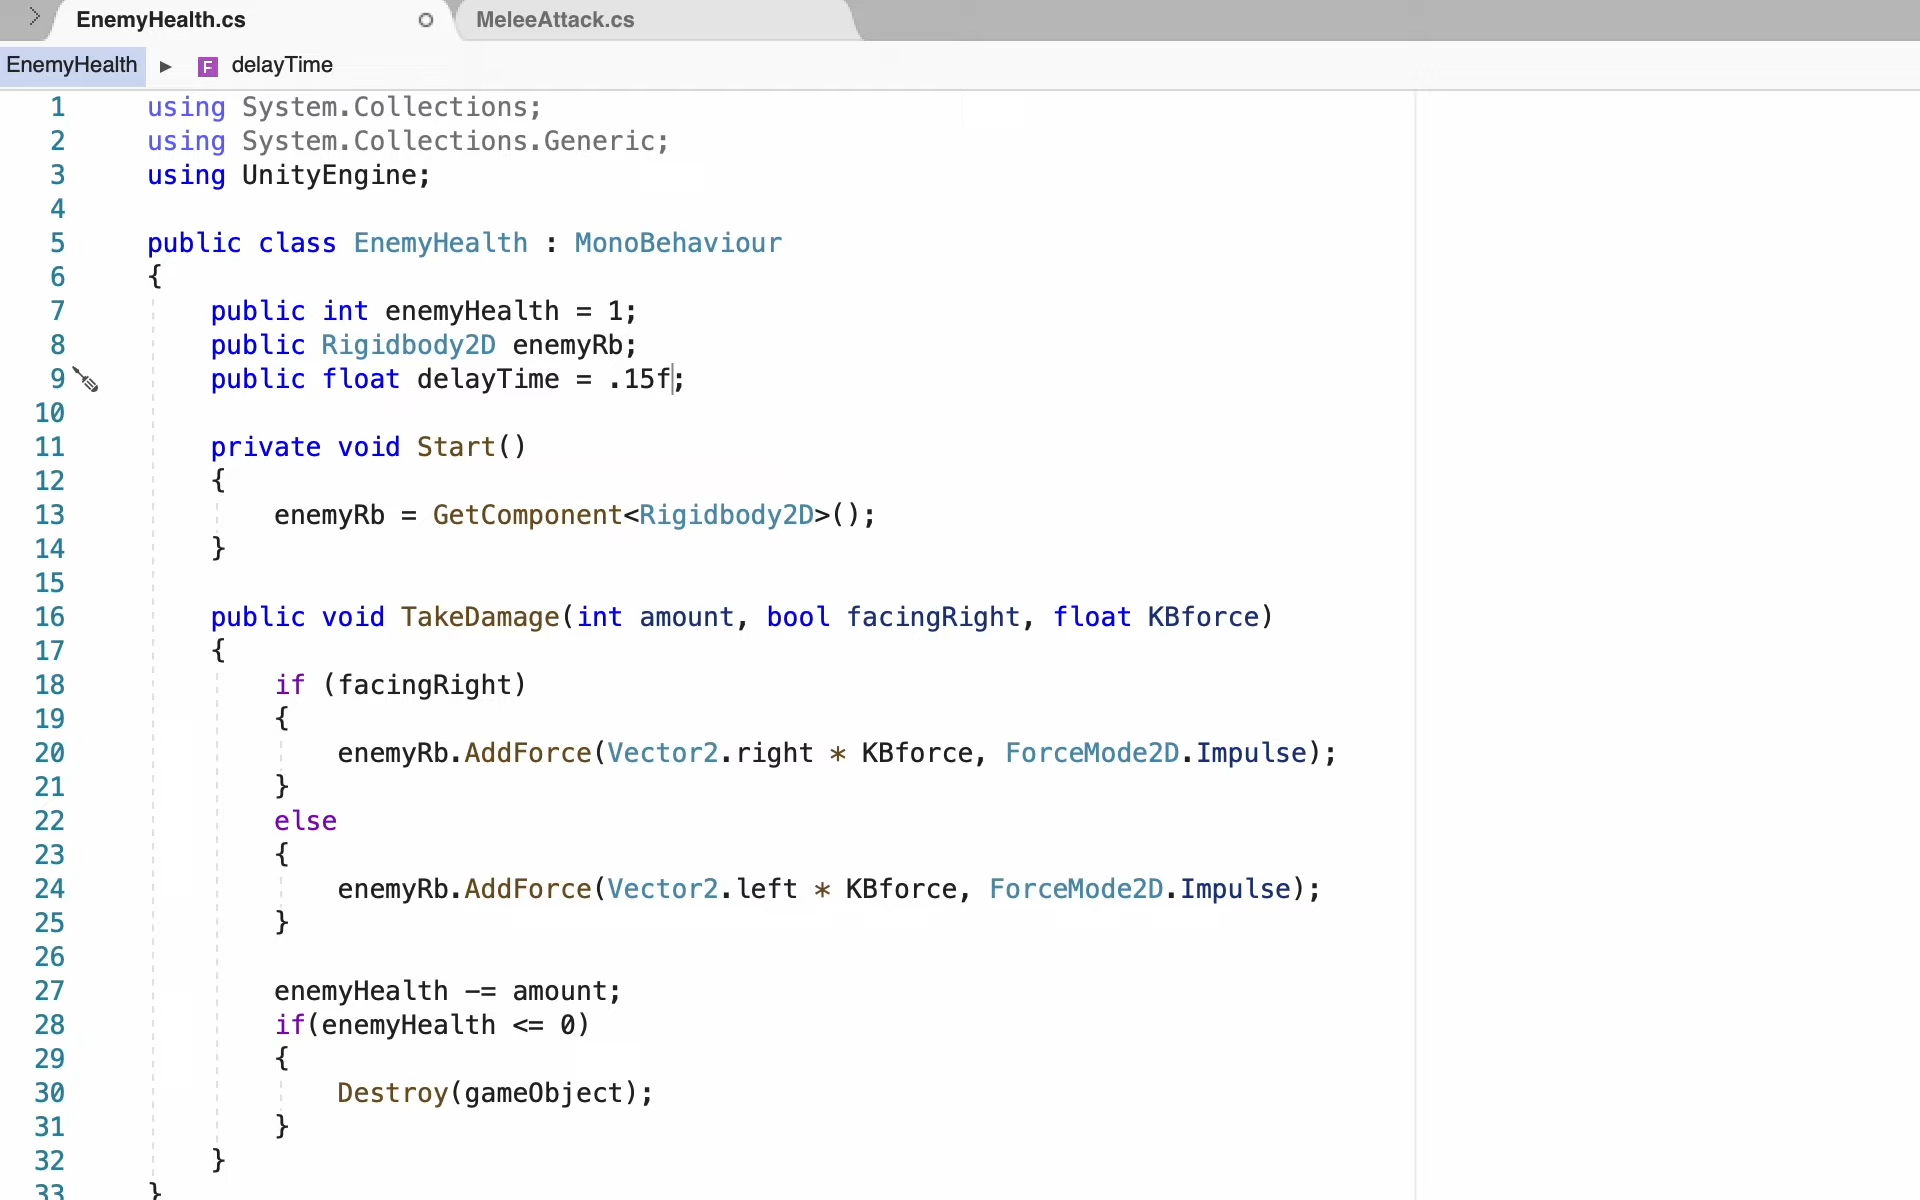 EnemyHealth.cs MeleeAttack.cs
EnemyHealth ▶ F delayTime
1 using System.Collections;
2 using System.Collections.Generic;
3 using UnityEngine;
4
5 public class EnemyHealth : MonoBehaviour
6 {
7 public int enemyHealth = 1;
8 public Rigidbody2D enemyRb;
9 public float delayTime = .15f;
10
11 private void Start()
12 {
13 enemyRb = GetComponent<Rigidbody2D>();
14 }
15
16 public void TakeDamage(int amount, bool facingRight, float KBforce)
17 {
18 if (facingRight)
19 {
20 enemyRb.AddForce(Vector2.right * KBforce, ForceMode2D.Impulse);
21 }
22 else
23 {
24 enemyRb.AddForce(Vector2.left * KBforce, ForceMode2D.Impulse);
25 }
26
27 enemyHealth -= amount;
28 if(enemyHealth <= 0)
29 {
30 Destroy(gameObject);
31 }
32 }
33 }